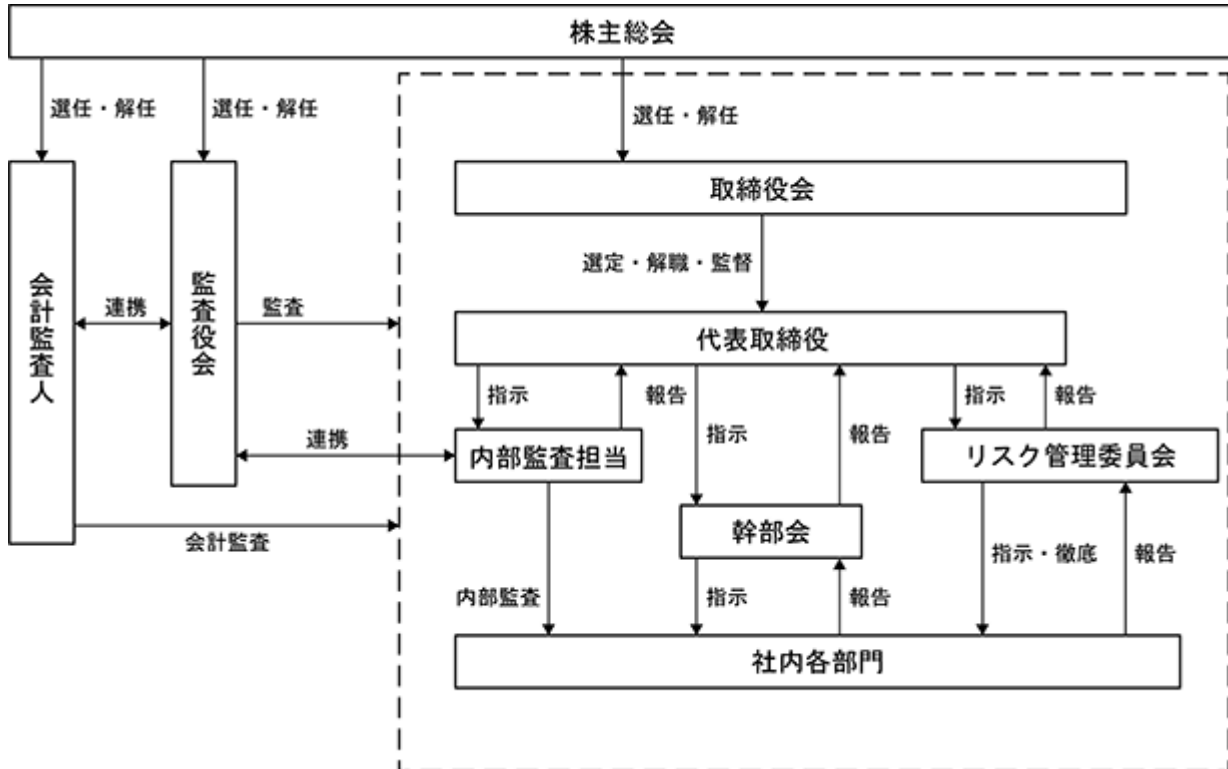 株主総会
選任・解任
選任・解任
選任・解任
取締役会
選定・解職・監督
会計監査人
連携
監査役会
監査
代表取締役
指示
報告
指示
報告
指示
報告
連携
内部監査担当
リスク管理委員会
幹部会
会計監査
内部監査
指示
報告
指示・徹底
報告
社内各部門